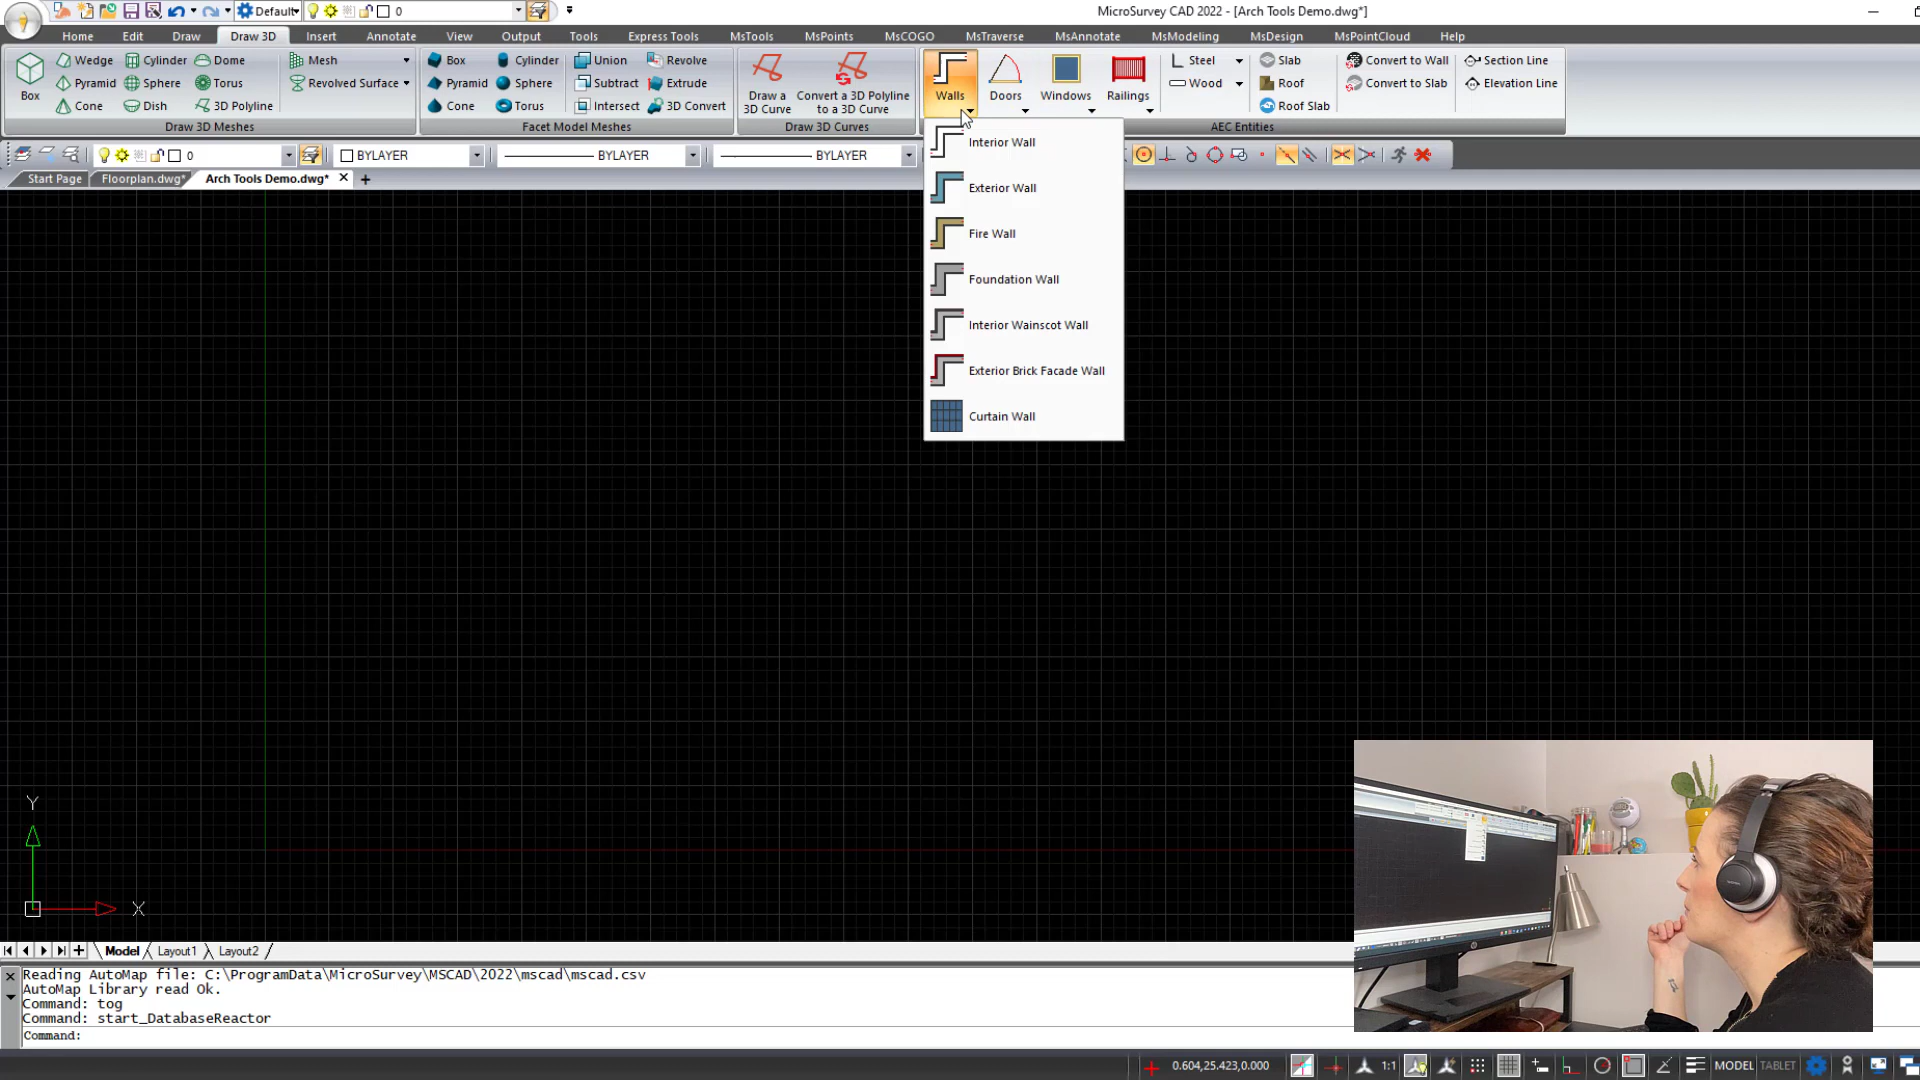 Default
0
MicroSurvey CAD 2022 - [Arch Tools Demo.dwg*]
Home Edit Draw Draw 3D Insert Annotate View Output Tools Express Tools MsTools MsPoints MsCOGO MsTraverse MsAnnotate MsModeling MsDesign MsPointCloud Help
Wedge Cylinder Dome Mesh Box Cylinder Union Revolve Steel Slab Convert to Wall Section Line
Pyramid Sphere Torus Revolved Surface Pyramid Sphere Subtract Extrude Wood Roof Convert to Slab Elevation Line
Box Draw a 3D Curve Convert a 3D Polyline to a 3D Curve Walls Doors Windows Railings
Cone Dish 3D Polyline Cone Torus Intersect 3D Convert Roof Slab
Draw 3D Meshes Facet Model Meshes Draw 3D Curves AEC Entities
0 BYLAYER BYLAYER BYLAYER
Start Page Floorplan.dwg* Arch Tools Demo.dwg*
Interior Wall
Exterior Wall
Fire Wall
Foundation Wall
Interior Wainscot Wall
Exterior Brick Facade Wall
Curtain Wall
Y
X
Model Layout1 Layout2
Reading AutoMap file: C:\ProgramData\MicroSurvey\MSCAD\2022\mscad\mscad.csv
AutoMap Library read Ok.
Command: tog
Command: start_DatabaseReactor
Command:
0.604,25.423,0.000 1:1 MODEL TABLET